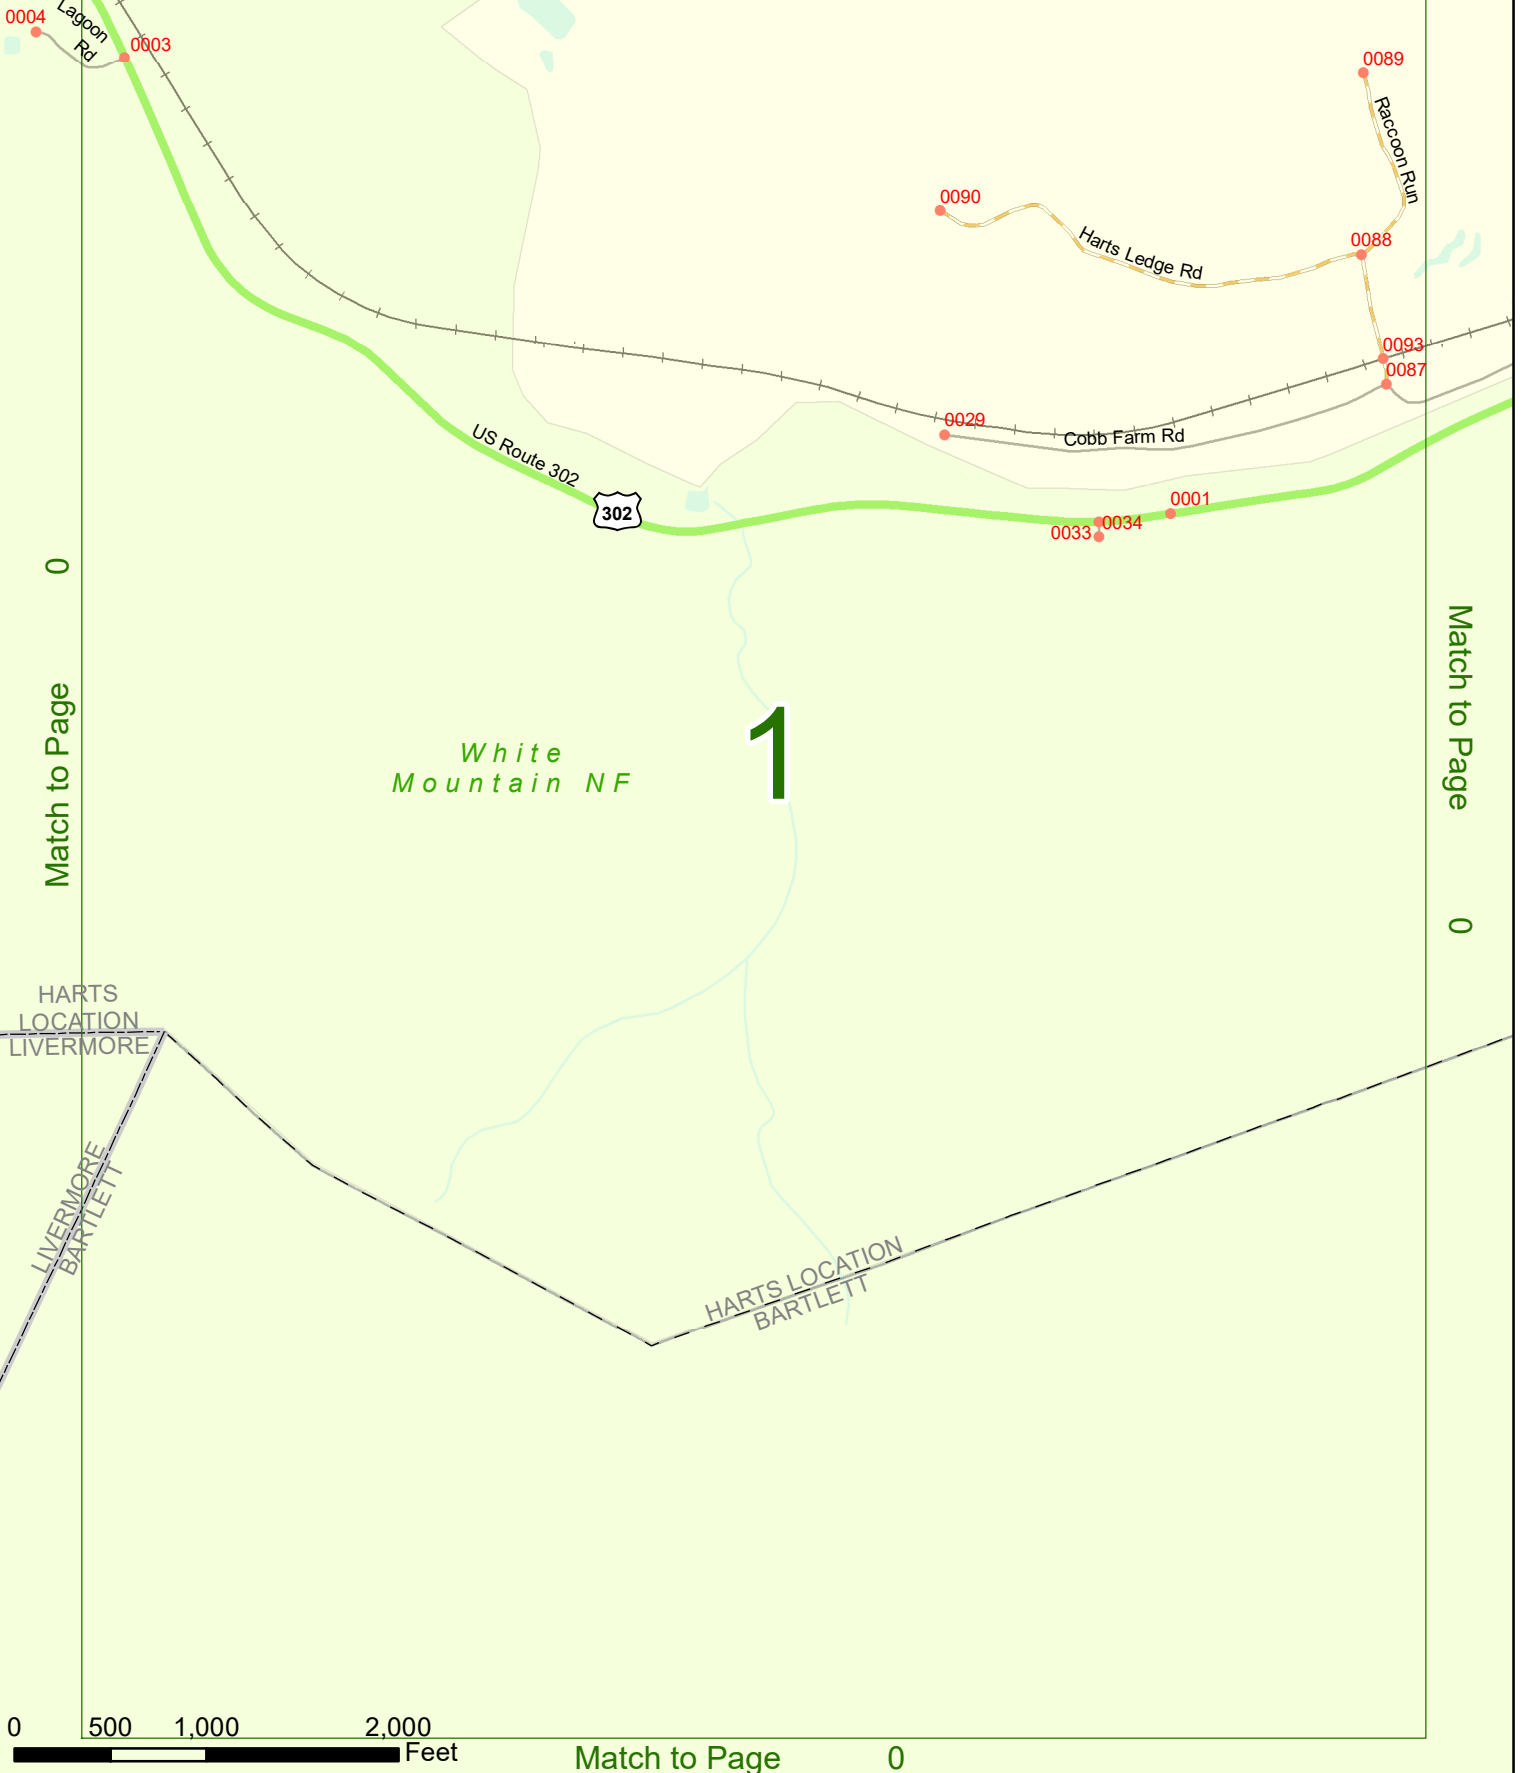 0004
Lagoon
Rd
0003
0089
Raccoon Run
0090
0088
Harts Ledge Rd
0093
0087
0029
Cobb Farm Rd
US Route 302
302
0001
0034
0033
Match to Page 0
Match to Page 0
1
White
Mountain NF
HARTS
LOCATION
LIVERMORE
LIVERMORE
BARTLETT
HARTS LOCATION
BARTLETT
0 500 1,000 2,000
Feet
Match to Page 0